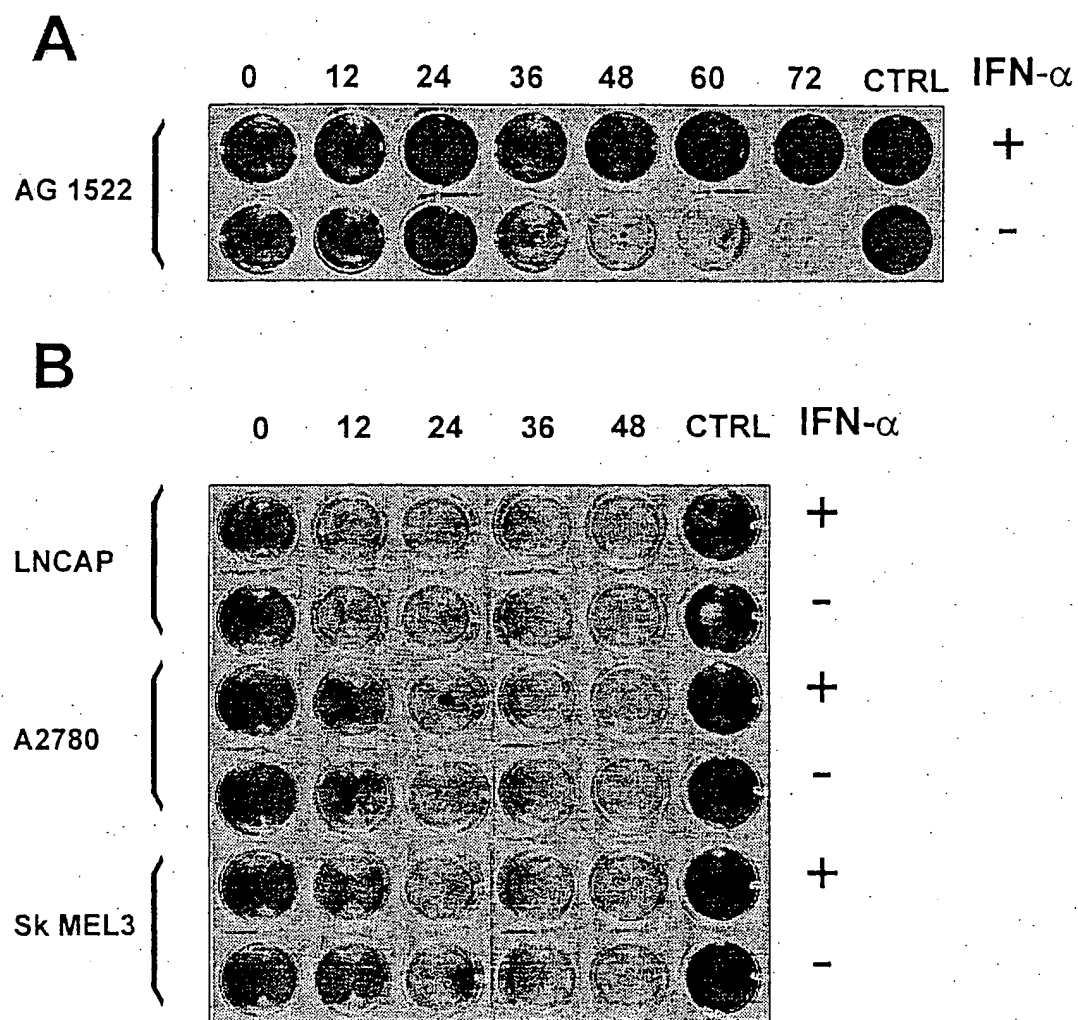 A
0 12 24 36 48 60 72 CTRL IFN-α
AG 1522
+
-
B
0 12 24 36 48 CTRL IFN-α
LNCAP
+
-
A2780
+
-
Sk MEL3
+
-